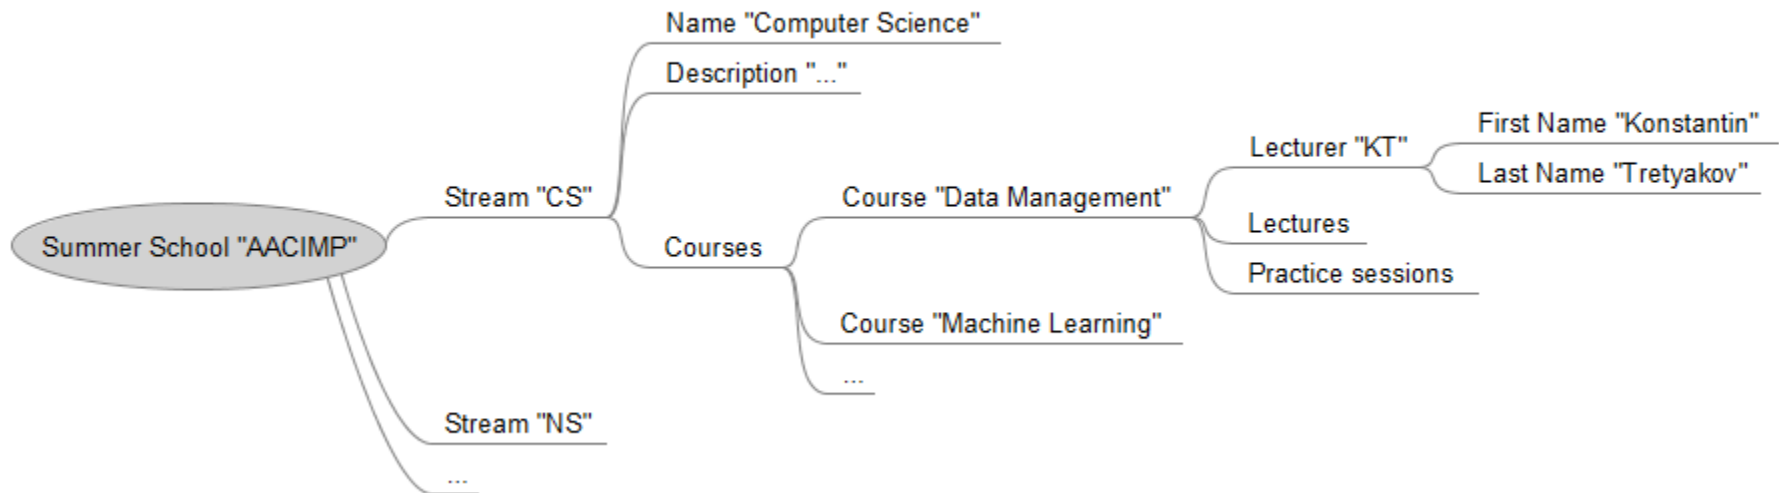 Name "Computer Science"
Description "..."
First Name "Konstantin"
Lecturer "KT"
Last Name "Tretyakov"
Stream "CS"
Course "Data Management"
Lectures
Summer School "AACIMP"
Courses
Practice sessions
Course "Machine Learning"
...
Stream "NS"
...